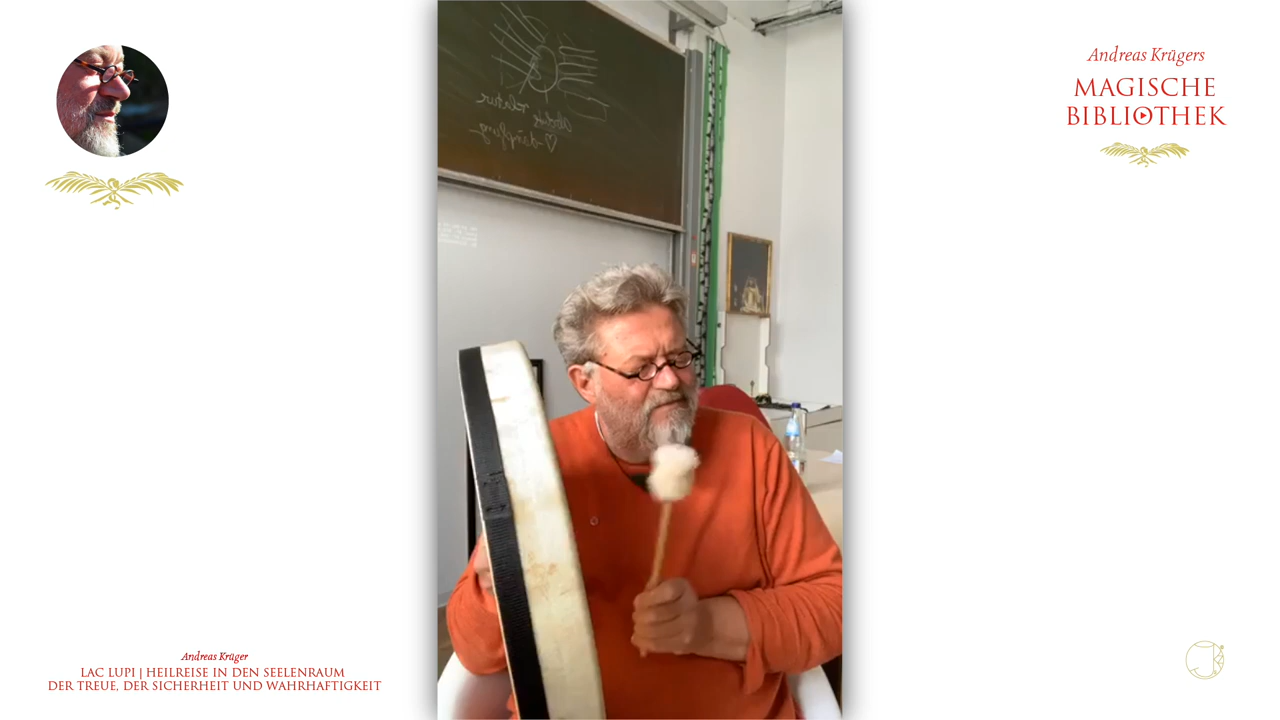 Andreas Krügers
MAGISCHE
BIBLIOTHEK
Andreas Krüger
LAC LUPI | HEILREISE IN DEN SEELENRAUM
DER TREUE, DER SICHERHEIT UND WAHRHAFTIGKEIT